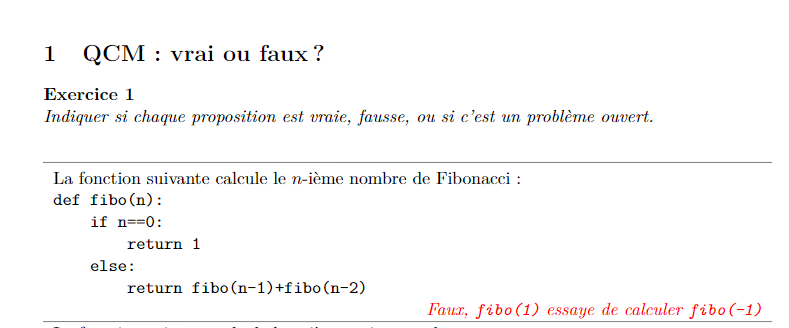 1 QCM : vrai ou faux ?
Exercice 1
Indiquer si chaque proposition est vraie, fausse, ou si c'est un problème ouvert.
La fonction suivante calcule le n-ième nombre de Fibonacci :
def fibo(n):
    if n==0:
        return 1
    else:
        return fibo(n-1)+fibo(n-2)
Faux, fibo(1) essaye de calculer fibo(-1)